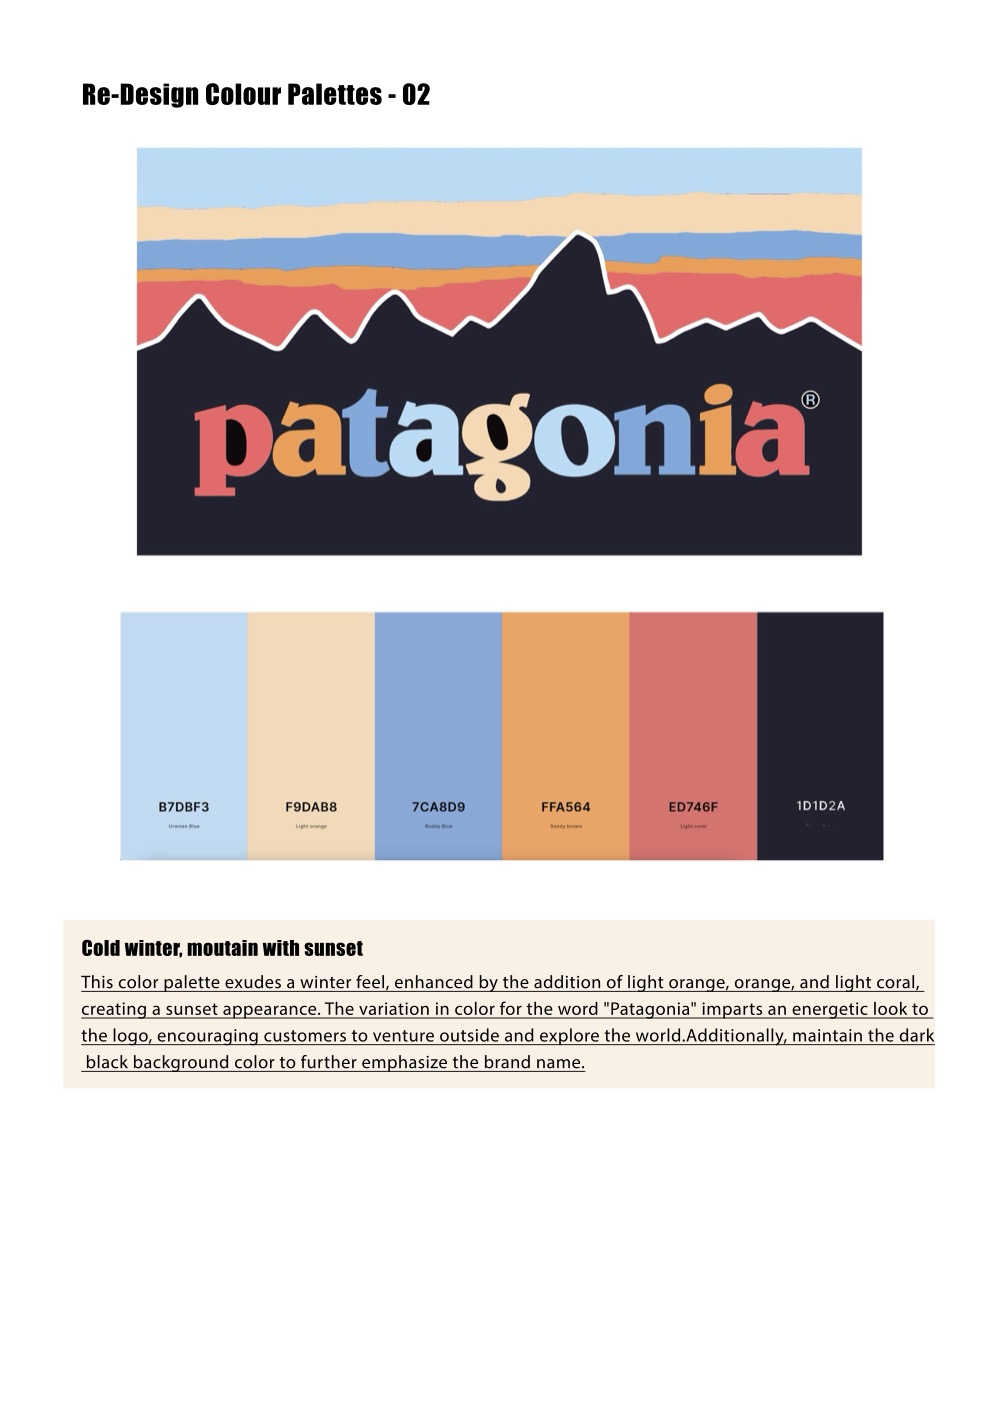 Re-Design Colour Palettes - 02
patagonia®
B7DBF3 F9DAB8 7CA8D9 FFA564 ED746F 1D1D2A
Uranian Blue Light orange Ruddy Blue Sandy brown Light coral
Cold winter, moutain with sunset
This color palette exudes a winter feel, enhanced by the addition of light orange, orange, and light coral,
creating a sunset appearance. The variation in color for the word "Patagonia" imparts an energetic look to
the logo, encouraging customers to venture outside and explore the world.Additionally, maintain the dark
black background color to further emphasize the brand name.